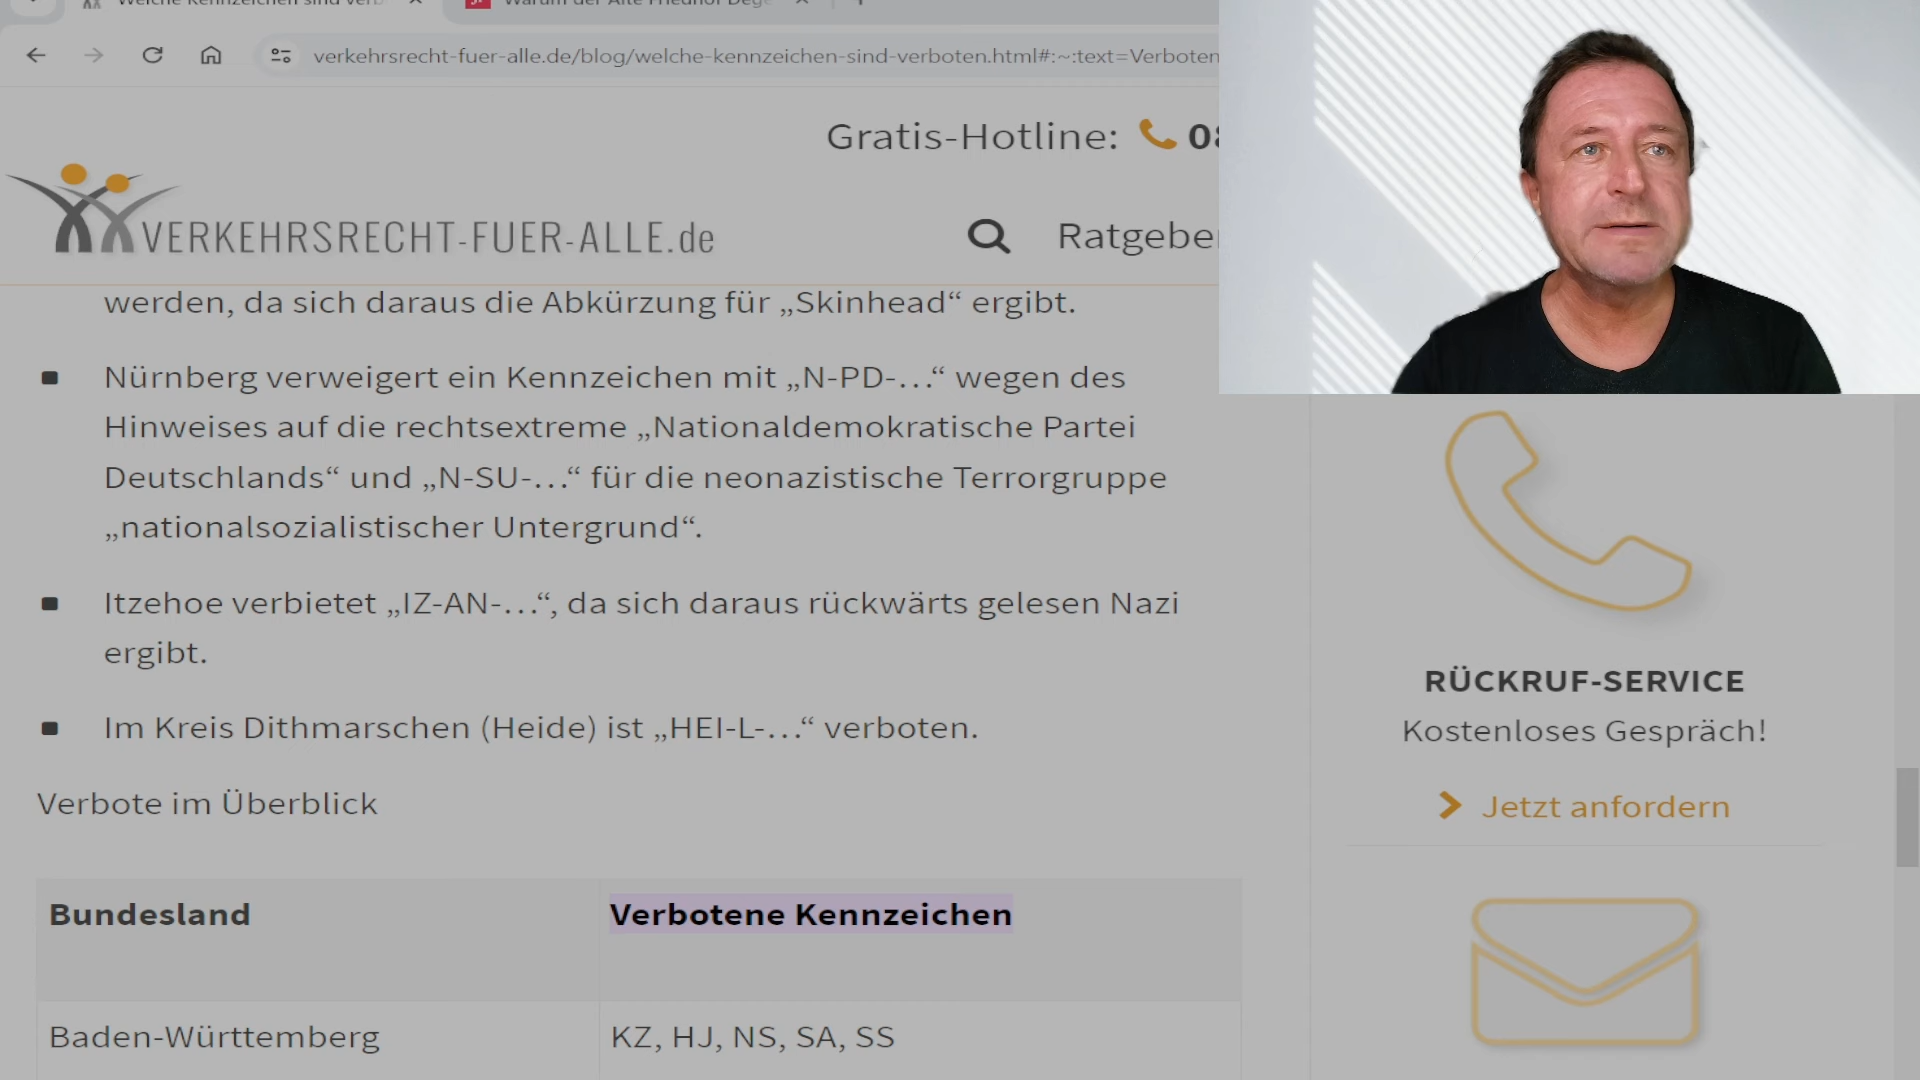 verkehrsrecht-fuer-alle.de/blog/welche-kennzeichen-sind-verboten.html#:~:text=Verboten
Gratis-Hotline:
VERKEHRSRECHT-FUER-ALLE.de
werden, da sich daraus die Abkürzung für „Skinhead“ ergibt.
Nürnberg verweigert ein Kennzeichen mit „N-PD-…“ wegen des
Hinweises auf die rechtsextreme „Nationaldemokratische Partei
Deutschlands“ und „N-SU-…“ für die neonazistische Terrorgruppe
„nationalsozialistischer Untergrund“.
Itzehoe verbietet „IZ-AN-…“, da sich daraus rückwärts gelesen Nazi
ergibt.
Im Kreis Dithmarschen (Heide) ist „HEI-L-…“ verboten.
Verbote im Überblick
Bundesland Verbotene Kennzeichen
Baden-Württemberg KZ, HJ, NS, SA, SS
RÜCKRUF-SERVICE
Kostenloses Gespräch!
Jetzt anfordern